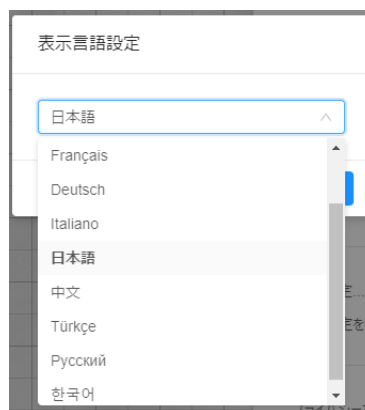 表示言語設定
日本語
Français
Deutsch
Italiano
日本語
中文
Türkçe
Русский
한국어